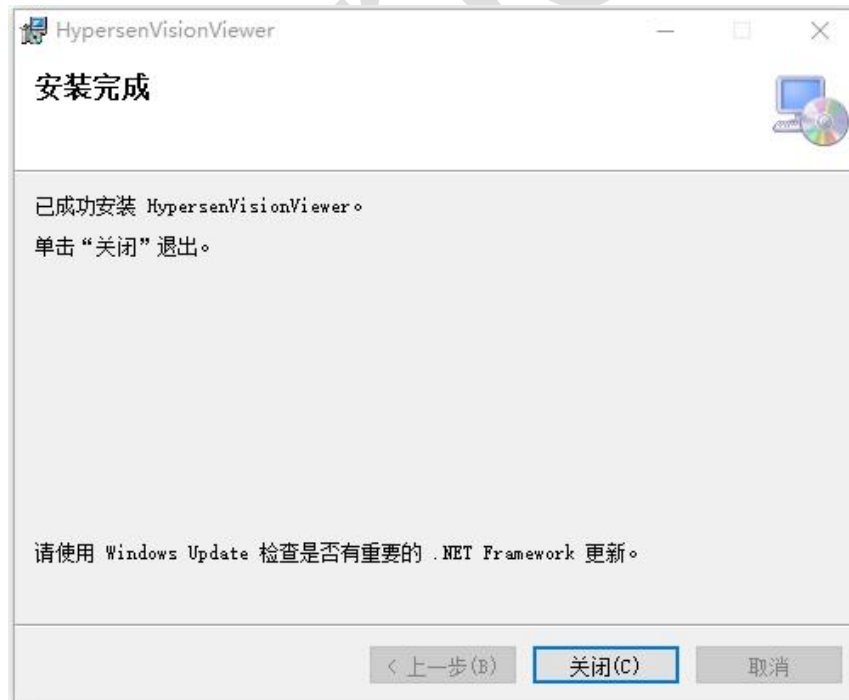 HypersenVisionViewer
安装完成
已成功安装 HypersenVisionViewer。
单击“关闭”退出。
请使用 Windows Update 检查是否有重要的 .NET Framework 更新。
< 上一步(B)
关闭(C)
取消